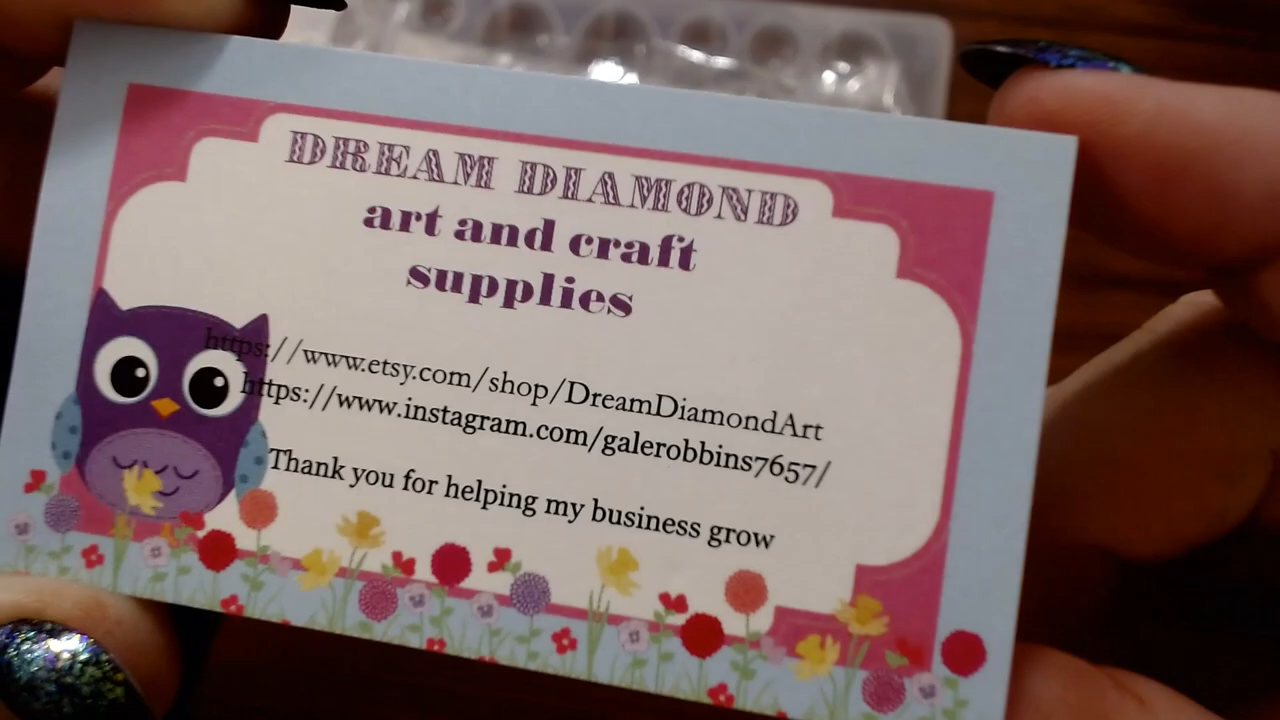 DREAM DIAMOND
art and craft
supplies
https://www.etsy.com/shop/DreamDiamondArt
https://www.instagram.com/galerobbins7657/
Thank you for helping my business grow